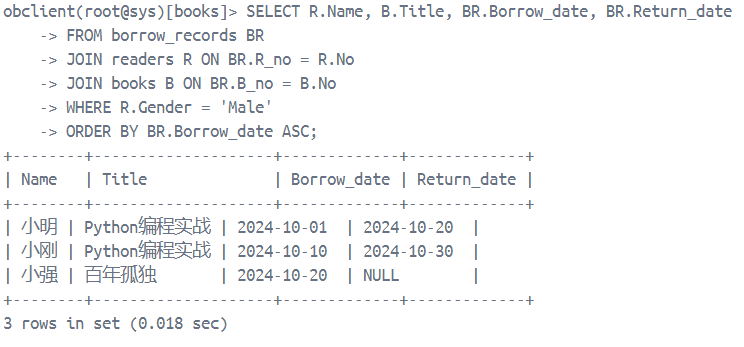 obclient(root@sys)[books]> SELECT R.Name, B.Title, BR.Borrow_date, BR.Return_date
    -> FROM borrow_records BR
    -> JOIN readers R ON BR.R_no = R.No
    -> JOIN books B ON BR.B_no = B.No
    -> WHERE R.Gender = 'Male'
    -> ORDER BY BR.Borrow_date ASC;
+--------+--------------------+-------------+-------------+
| Name   | Title              | Borrow_date | Return_date |
+--------+--------------------+-------------+-------------+
| 小明 | Python编程实战 | 2024-10-01  | 2024-10-20  |
| 小刚 | Python编程实战 | 2024-10-10  | 2024-10-30  |
| 小强 | 百年孤独       | 2024-10-20  | NULL        |
+--------+--------------------+-------------+-------------+
3 rows in set (0.018 sec)